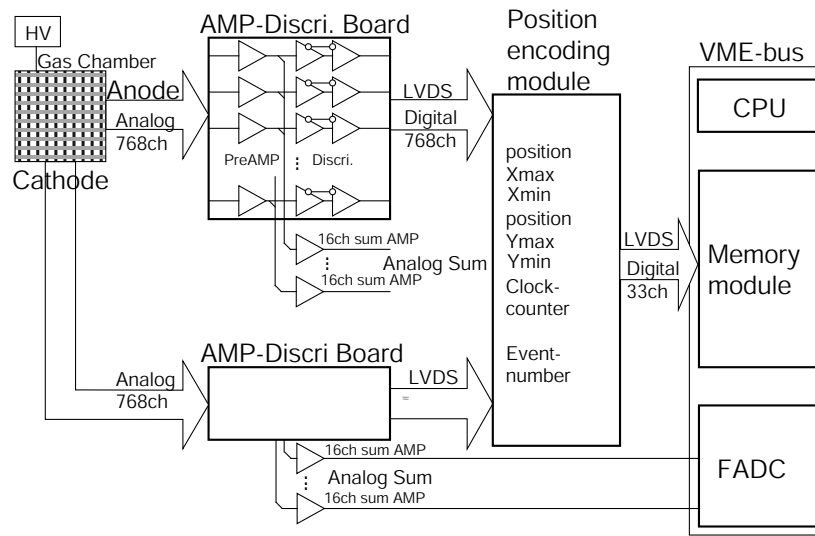 AMP-Discri. Board
Position
encoding
module
VME-bus
HV
Gas Chamber
Anode
Analog
768ch
Cathode
PreAMP
Discri.
LVDS
Digital
768ch
CPU
position
Xmax
Xmin
position
Ymax
Ymin
Clock-
counter
Event-
number
LVDS
Digital
33ch
Memory
module
16ch sum AMP
Analog Sum
16ch sum AMP
AMP-Discri Board
Analog
768ch
LVDS
16ch sum AMP
Analog Sum
16ch sum AMP
FADC